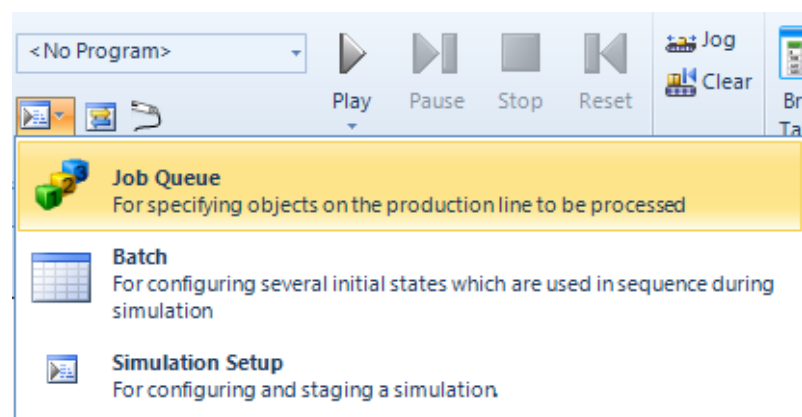 <No Program>
Play
Pause
Stop
Reset
Jog
Clear
Job Queue
For specifying objects on the production line to be processed
Batch
For configuring several initial states which are used in sequence during
simulation
Simulation Setup
For configuring and staging a simulation.